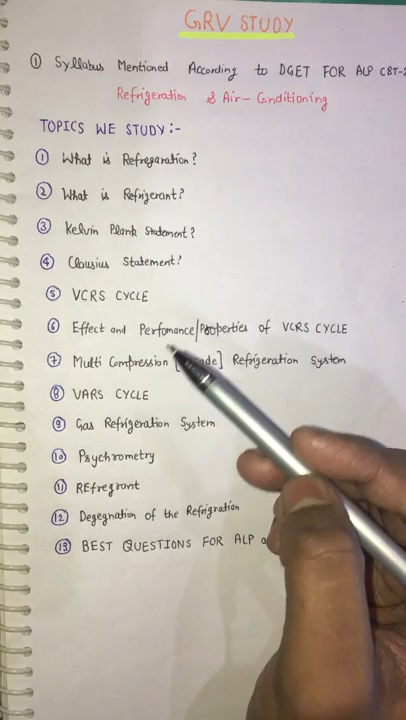 GRV STUDY
① Syllabus Mentioned According to DGET FOR ALP CBT-2
Refrigeration & Air-Conditioning
TOPICS WE STUDY:-
① What is Refregaration?
② What is Refrigerant?
③ Kelvin Plank Statement?
④ Clausius Statement?
⑤ VCRS CYCLE
⑥ Effect and Perfomance/Properties of VCRS CYCLE
⑦ Multi Compression Refrigeration System
⑧ VARS CYCLE
⑨ Gas Refrigeration System
⑩ Psychrometry
⑪ REfregrant
⑫ Degegnation of the Refrigration
⑬ BEST QUESTIONS FOR ALP